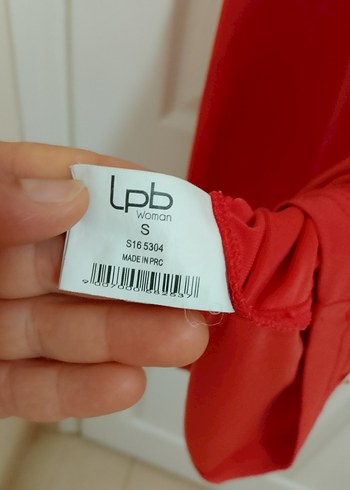 Lpb
Woman
S
S16 5304
MADE IN PRC